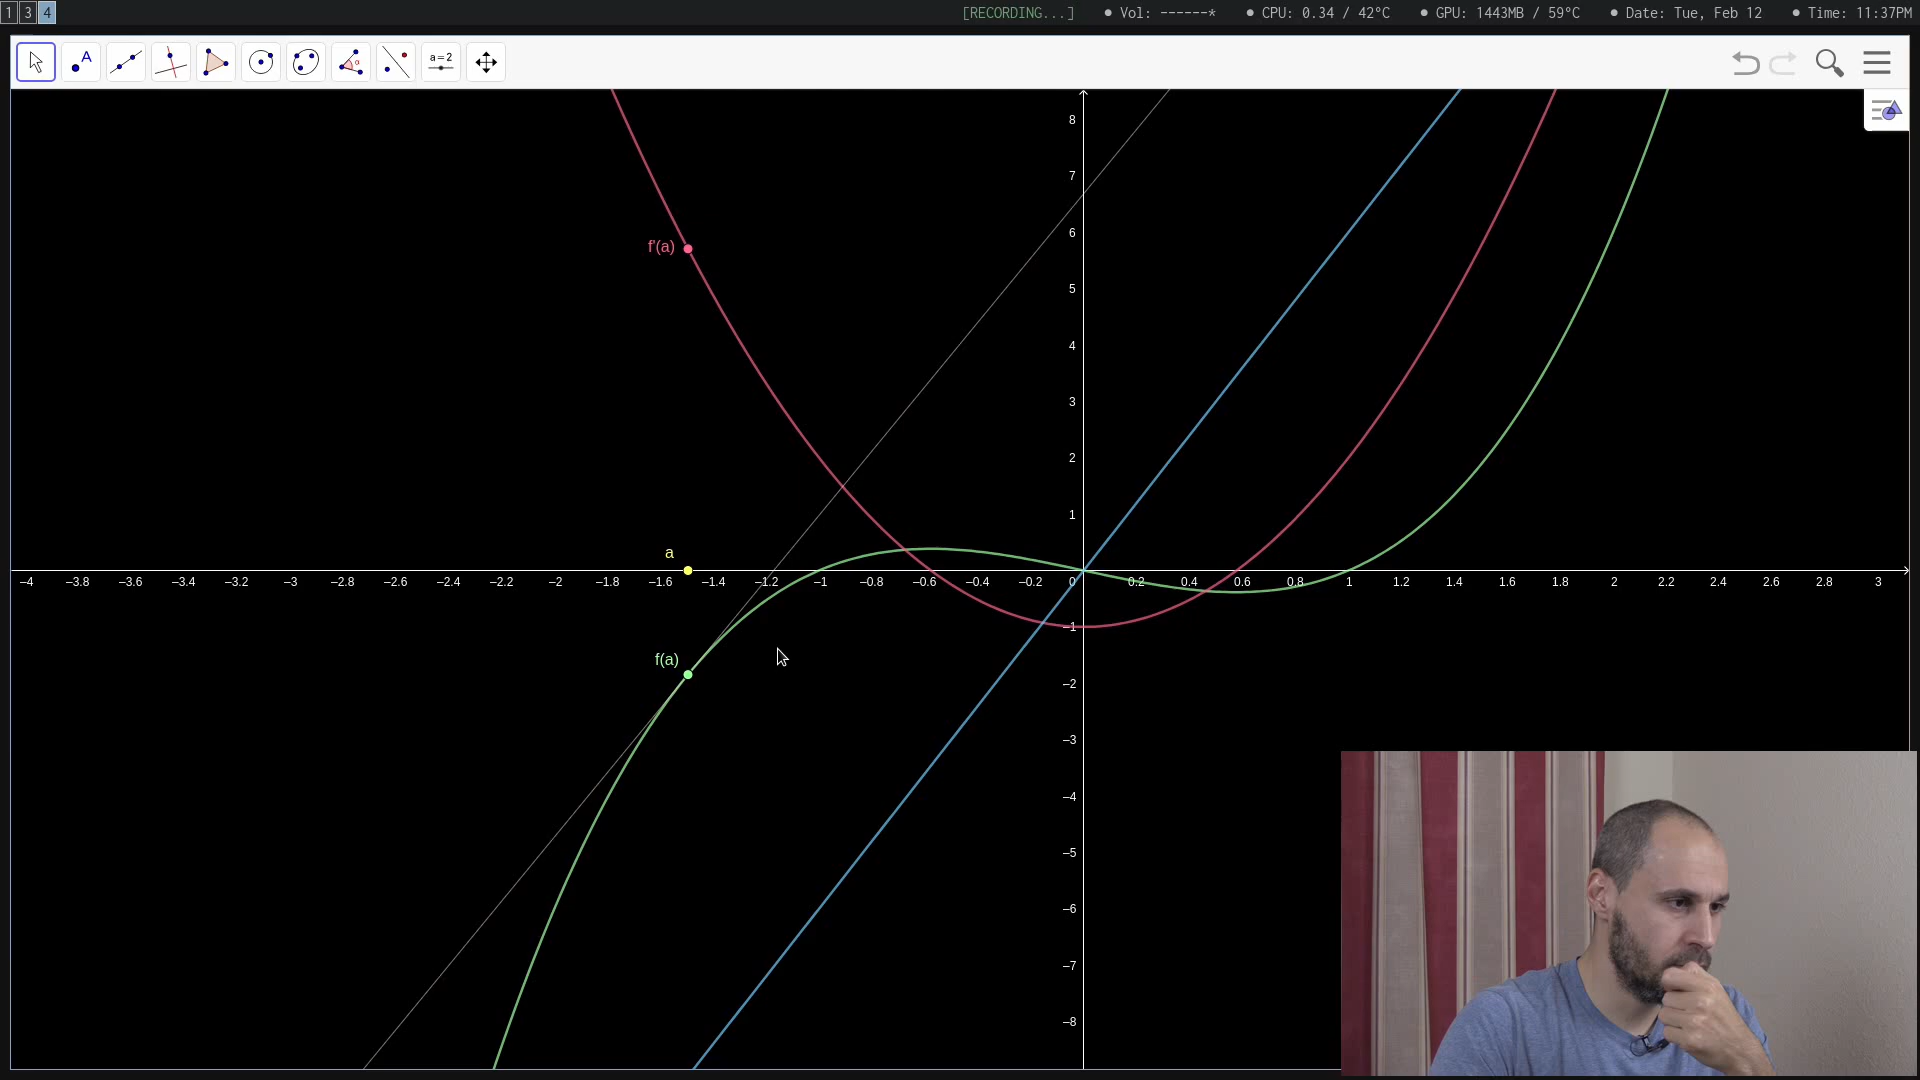 1 3 4 [RECORDING...] • Vol: ------* • CPU: 0.34 / 42°C • GPU: 1443MB / 59°C • Date: Tue, Feb 12 • Time: 11:37PM
A α a=2
8
7
6
f'(a)
5
4
3
2
1
a
–4 –3.8 –3.6 –3.4 –3.2 –3 –2.8 –2.6 –2.4 –2.2 –2 –1.8 –1.6 –1.4 –1.2 –1 –0.8 –0.6 –0.4 –0.2 0 0.2 0.4 0.6 0.8 1 1.2 1.4 1.6 1.8 2 2.2 2.4 2.6 2.8 3
–1
f(a)
–2
–3
–4
–5
–6
–7
–8